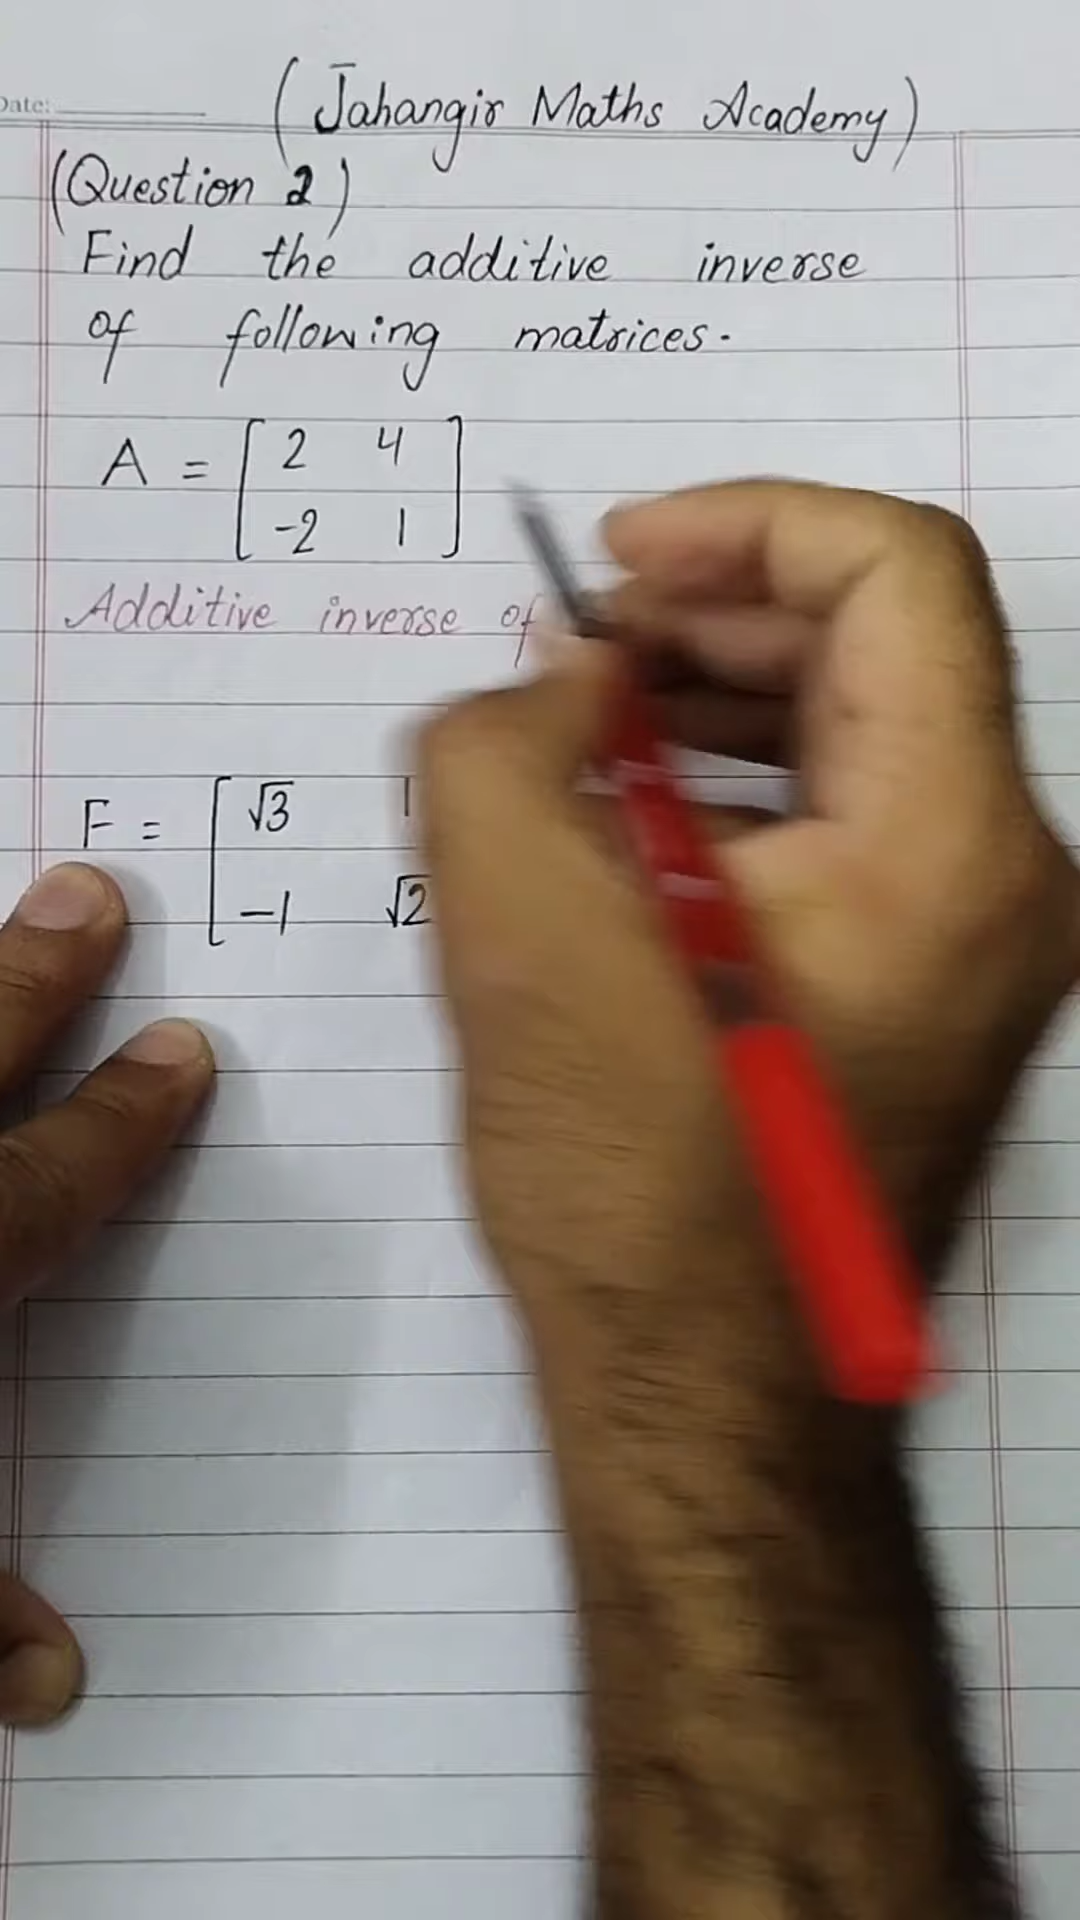 Date:
(Jahangir Maths Academy)
(Question 2)
Find the additive inverse
of following matrices.
A = [ 2 4
-2 1 ]
Additive inverse of
F = [ √3 1
-1 √2